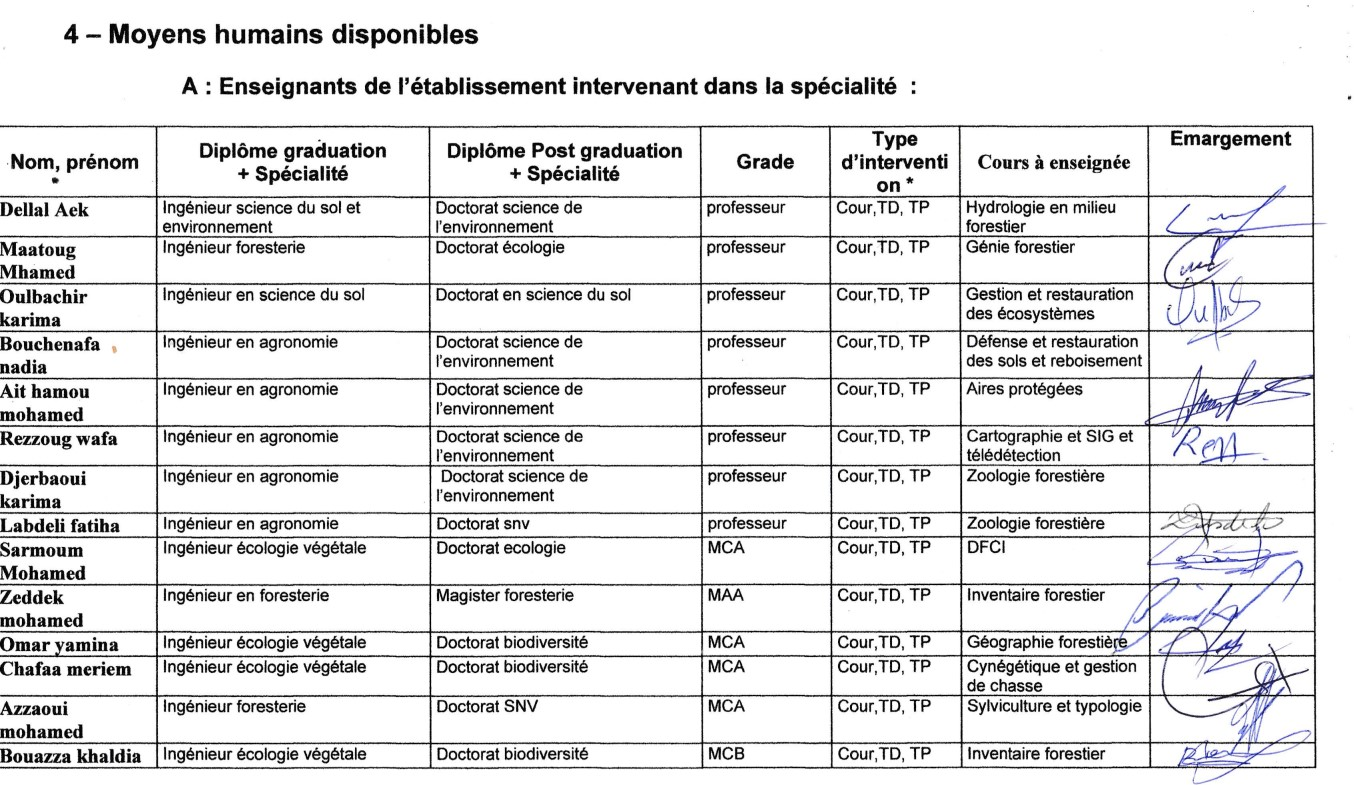 4 – Moyens humains disponibles
A : Enseignants de l'établissement intervenant dans la spécialité :
Nom, prénom | Diplôme graduation + Spécialité | Diplôme Post graduation + Spécialité | Grade | Type d'interventi on * | Cours à enseignée | Emargement
Dellal Aek | Ingénieur science du sol et environnement | Doctorat science de l'environnement | professeur | Cour,TD, TP | Hydrologie en milieu forestier
Maatoug Mhamed | Ingénieur foresterie | Doctorat écologie | professeur | Cour,TD, TP | Génie forestier
Oulbachir karima | Ingénieur en science du sol | Doctorat en science du sol | professeur | Cour,TD, TP | Gestion et restauration des écosystèmes
Bouchenafa nadia | Ingénieur en agronomie | Doctorat science de l'environnement | professeur | Cour,TD, TP | Défense et restauration des sols et reboisement
Ait hamou mohamed | Ingénieur en agronomie | Doctorat science de l'environnement | professeur | Cour,TD, TP | Aires protégées
Rezzoug wafa | Ingénieur en agronomie | Doctorat science de l'environnement | professeur | Cour,TD, TP | Cartographie et SIG et télédétection
Djerbaoui karima | Ingénieur en agronomie | Doctorat science de l'environnement | professeur | Cour,TD, TP | Zoologie forestière
Labdeli fatiha | Ingénieur en agronomie | Doctorat snv | professeur | Cour,TD, TP | Zoologie forestière
Sarmoum Mohamed | Ingénieur écologie végétale | Doctorat ecologie | MCA | Cour,TD, TP | DFCI
Zeddek mohamed | Ingénieur en foresterie | Magister foresterie | MAA | Cour,TD, TP | Inventaire forestier
Omar yamina | Ingénieur écologie végétale | Doctorat biodiversité | MCA | Cour,TD, TP | Géographie forestière
Chafaa meriem | Ingénieur écologie végétale | Doctorat biodiversité | MCA | Cour,TD, TP | Cynégétique et gestion de chasse
Azzaoui mohamed | Ingénieur foresterie | Doctorat SNV | MCA | Cour,TD, TP | Sylviculture et typologie
Bouazza khaldia | Ingénieur écologie végétale | Doctorat biodiversité | MCB | Cour,TD, TP | Inventaire forestier